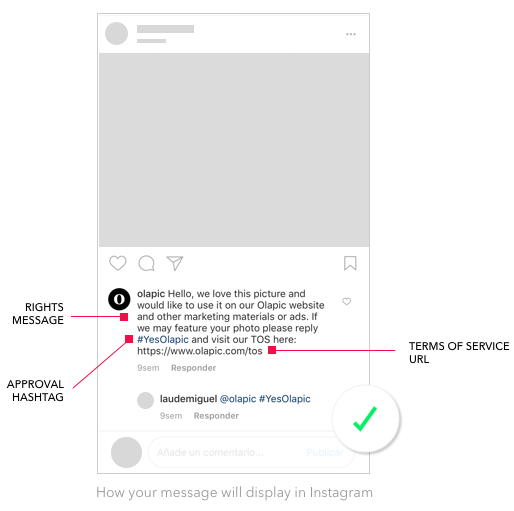 olapic Hello, we love this picture and
would like to use it on our Olapic website
and other marketing materials or ads. If
we may feature your photo please reply
#YesOlapic and visit our TOS here:
https://www.olapic.com/tos
9sem Responder
RIGHTS
MESSAGE
APPROVAL
HASHTAG
TERMS OF SERVICE
URL
laudemiguel @olapic #YesOlapic
9sem Responder
Añade un comentario... Publicar
How your message will display in Instagram